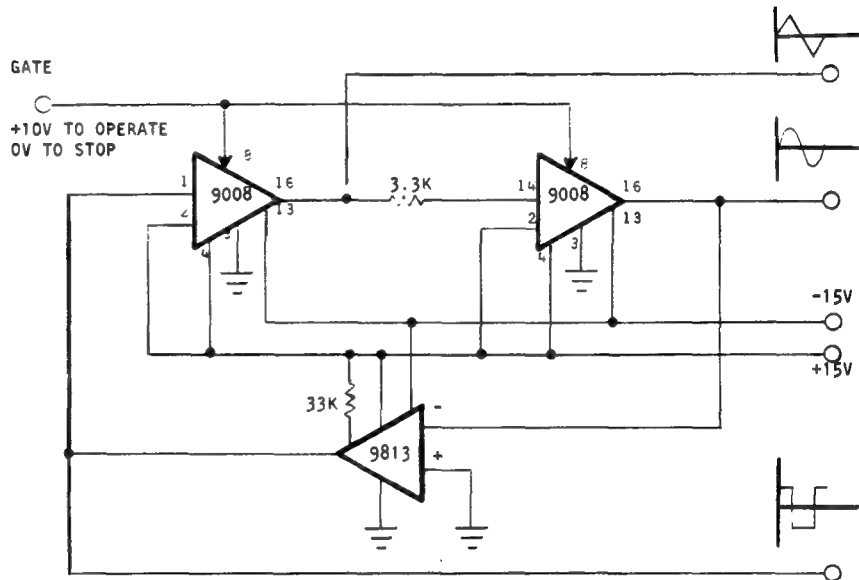 GATE
+10V TO OPERATE
0V TO STOP
8
1
9008
16
2
13
4
3.3K
8
14
9008
16
2
13
3
4
-15V
+15V
33K
-
9813
+